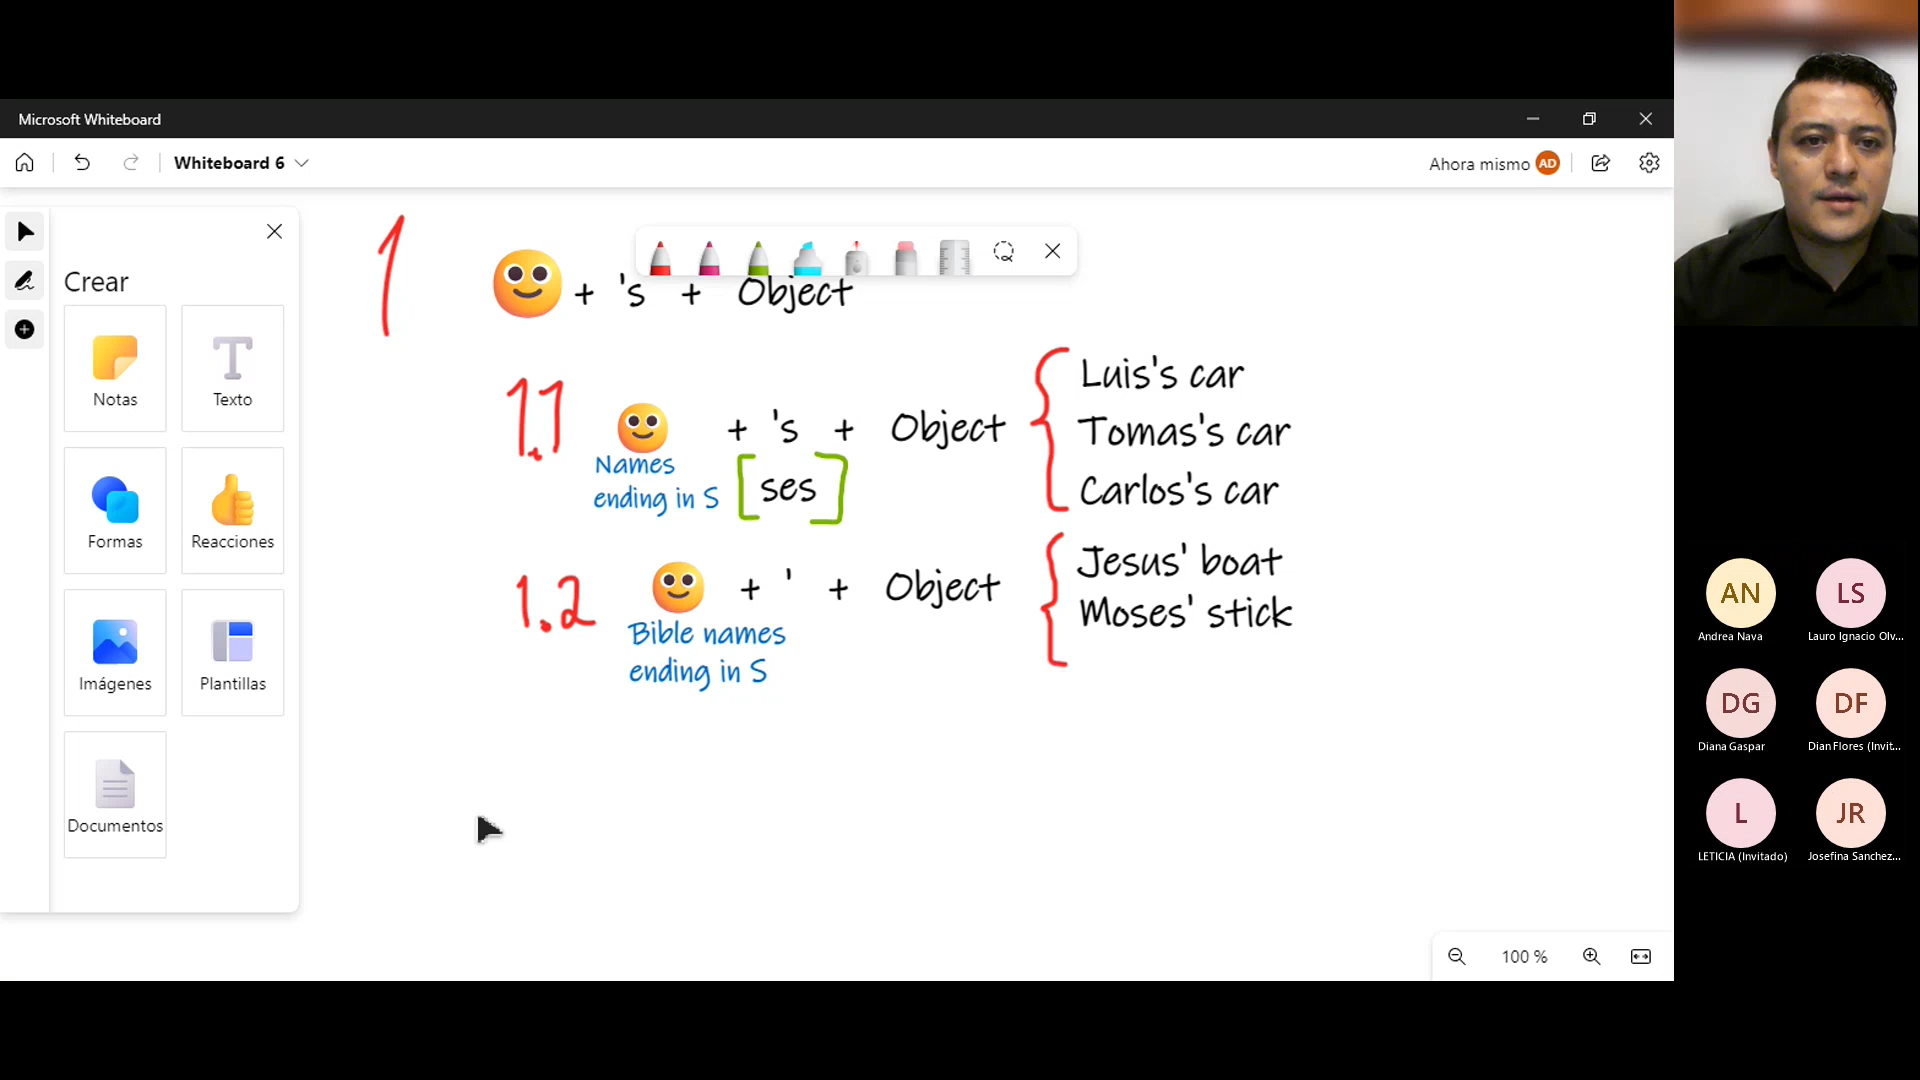 Microsoft Whiteboard
Whiteboard 6
Ahora mismo AD
Crear
Notas
Texto
Formas
Reacciones
Imágenes
Plantillas
Documentos
1
+ 's + Object
1.1
+ 's + Object
Names
ending in S
[ses]
Luis's car
Tomas's car
Carlos's car
1.2
+ ' + Object
Bible names
ending in S
Jesus' boat
Moses' stick
100 %
AN
Andrea Nava
LS
Lauro Ignacio Olv...
DG
Diana Gaspar
DF
Dian Flores (Invit...
L
LETICIA (Invitado)
JR
Josefina Sanchez...